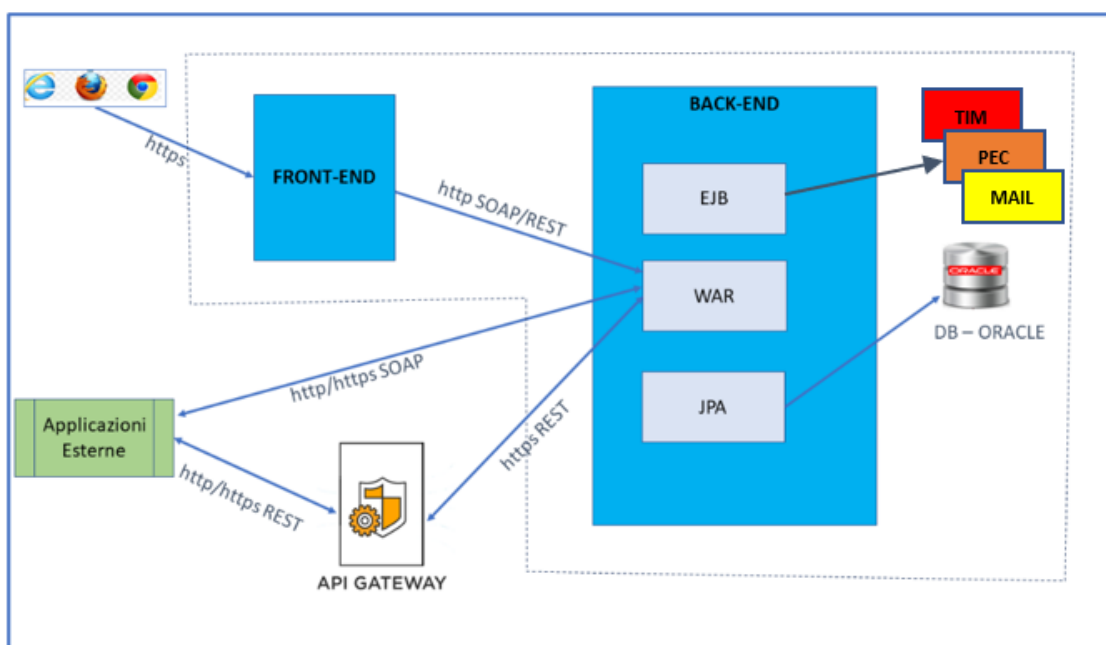 https
FRONT-END
http SOAP/REST
BACK-END
EJB
WAR
JPA
TIM
PEC
MAIL
ORACLE
DB – ORACLE
http/https SOAP
Applicazioni
Esterne
http/https REST
https REST
API GATEWAY